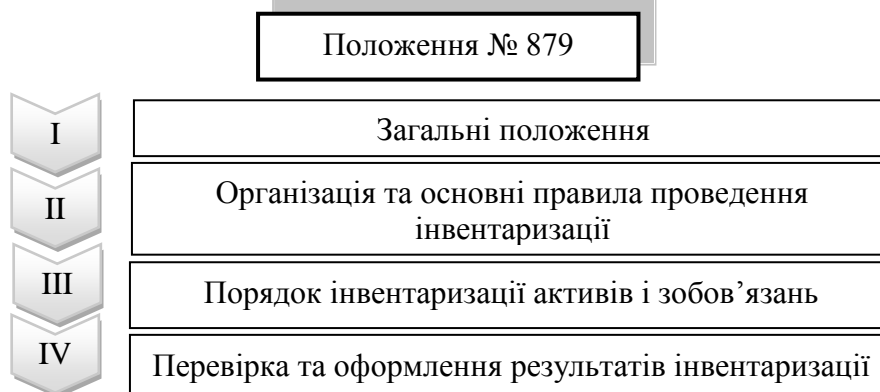 Положення № 879
I
Загальні положення
II
Організація та основні правила проведення
інвентаризації
III
Порядок інвентаризації активів і зобов’язань
IV
Перевірка та оформлення результатів інвентаризації